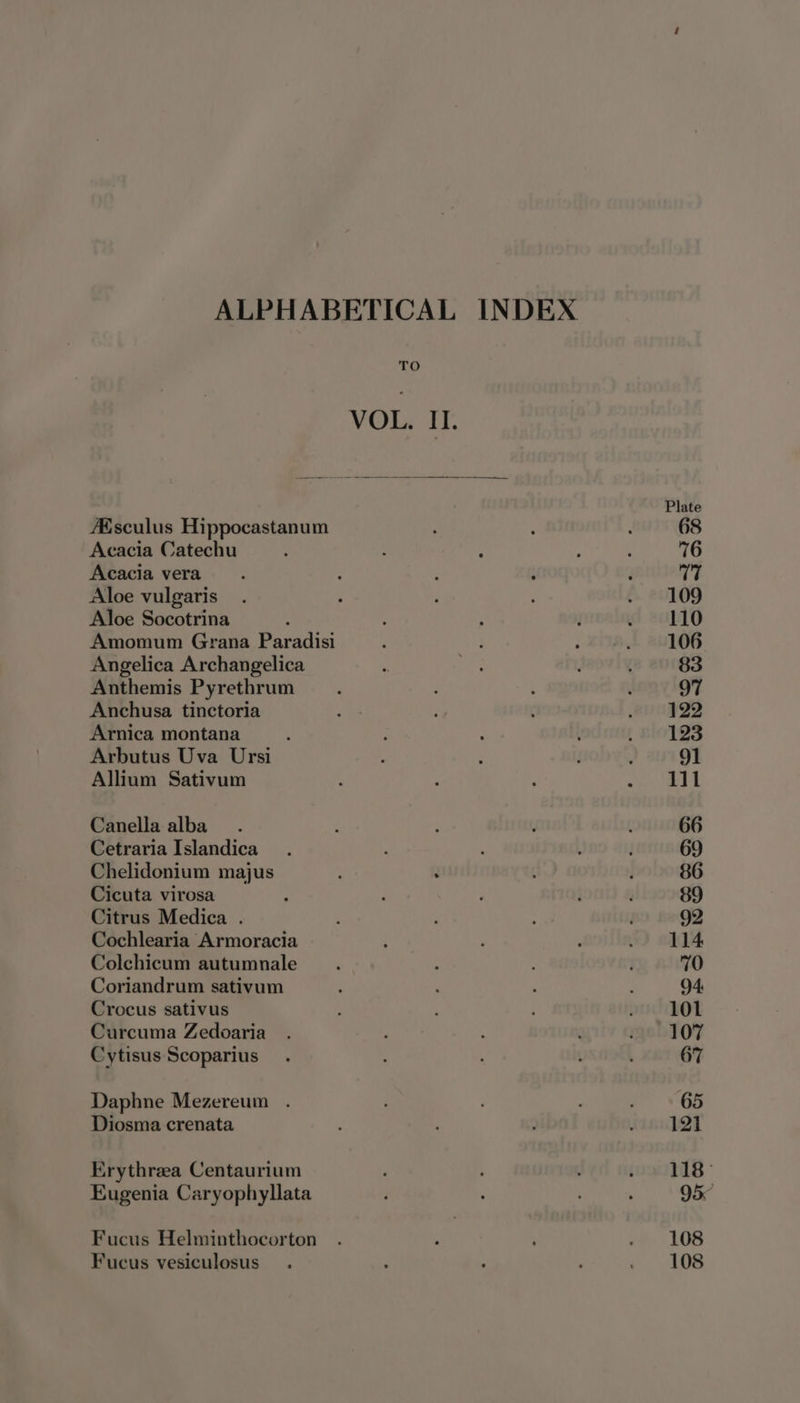 ALPHABETICAL INDEX
TO
VOL. II.
Plate
Æsculus Hippocastanum . . . 68
Acacia Catechu . . . . . 76
Acacia vera . . . . . 77
Aloe vulgaris . . . . . 109
Aloe Socotrina . . . . . 110
Amomum Grana Paradisi . . . . 106
Angelica Archangelica . . . . 83
Anthemis Pyrethrum . . . . 97
Anchusa tinctoria . . . . 122
Arnica montana . . . . . 123
Arbutus Uva Ursi . . . . 91
Allium Sativum . . . . 111
Canella alba . . . . . 66
Cetraria Islandica . . . . . 69
Chelidonium majus . . . . 86
Cicuta virosa . . . . . 89
Citrus Medica . . . . . 92
Cochlearia Armoracia . . . . 114
Colchicum autumnale . . . . 70
Coriandrum sativum . . . . 94
Crocus sativus . . . . 101
Curcuma Zedoaria . . . . . 107
Cytisus Scoparius . . . . . 67
Daphne Mezereum . . . . . 65
Diosma crenata . . . . 121
Erythræa Centaurium . . . . 118
Eugenia Caryophyllata . . . . 95
Fucus Helminthocorton . . . . 108
Fucus vesiculosus . . . . . 108